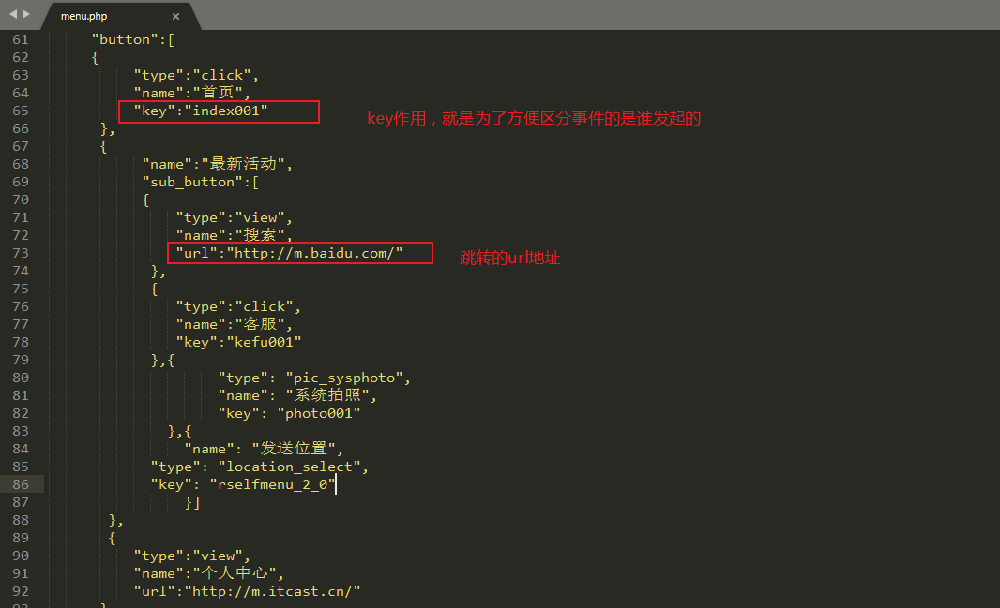 menu.php
61 "button":[
62 {
63 "type":"click",
64 "name":"首页",
65 "key":"index001"
key作用，就是为了方便区分事件的是谁发起的
66 },
67 {
68 "name":"最新活动",
69 "sub_button":[
70 {
71 "type":"view",
72 "name":"搜索",
73 "url":"http://m.baidu.com/"
跳转的url地址
74 },
75 {
76 "type":"click",
77 "name":"客服",
78 "key":"kefu001"
79 },{
80 "type": "pic_sysphoto",
81 "name": "系统拍照",
82 "key": "photo001"
83 },{
84 "name": "发送位置",
85 "type": "location_select",
86 "key": "rselfmenu_2_0"
87 }]
88 },
89 {
90 "type":"view",
91 "name":"个人中心",
92 "url":"http://m.itcast.cn/"
93 }